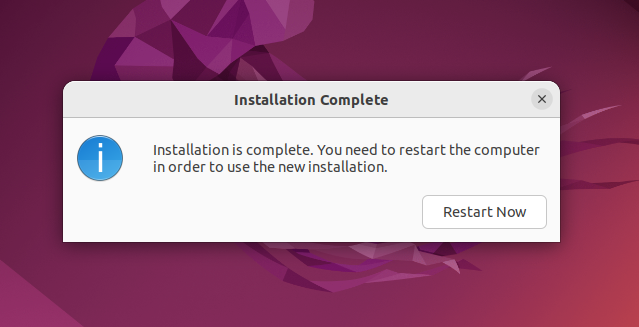 Installation Complete
Installation is complete. You need to restart the computer
in order to use the new installation.
Restart Now